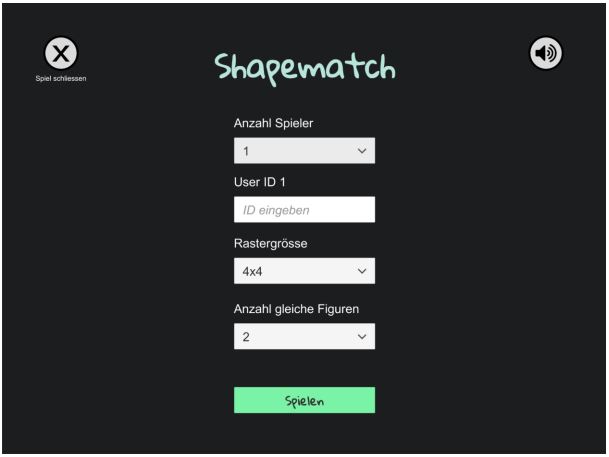 Spiel schliessen
Shapematch
Anzahl Spieler
1
User ID 1
ID eingeben
Rastergrösse
4x4
Anzahl gleiche Figuren
2
Spielen